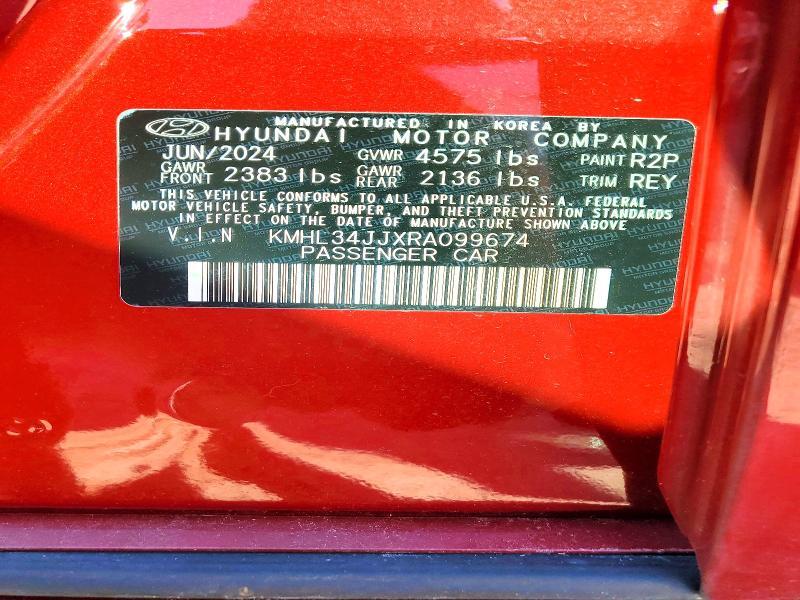 MANUFACTURED IN KOREA BY
HYUNDAI MOTOR COMPANY
JUN/2024 GVWR 4575 lbs PAINT R2P
GAWR FRONT 2383 lbs GAWR REAR 2136 lbs TRIM REY
THIS VEHICLE CONFORMS TO ALL APPLICABLE U.S.A. FEDERAL
MOTOR VEHICLE SAFETY, BUMPER, AND THEFT PREVENTION STANDARDS
IN EFFECT ON THE DATE OF MANUFACTURE SHOWN ABOVE
V.I.N KMHL34JJXRA099674
PASSENGER CAR